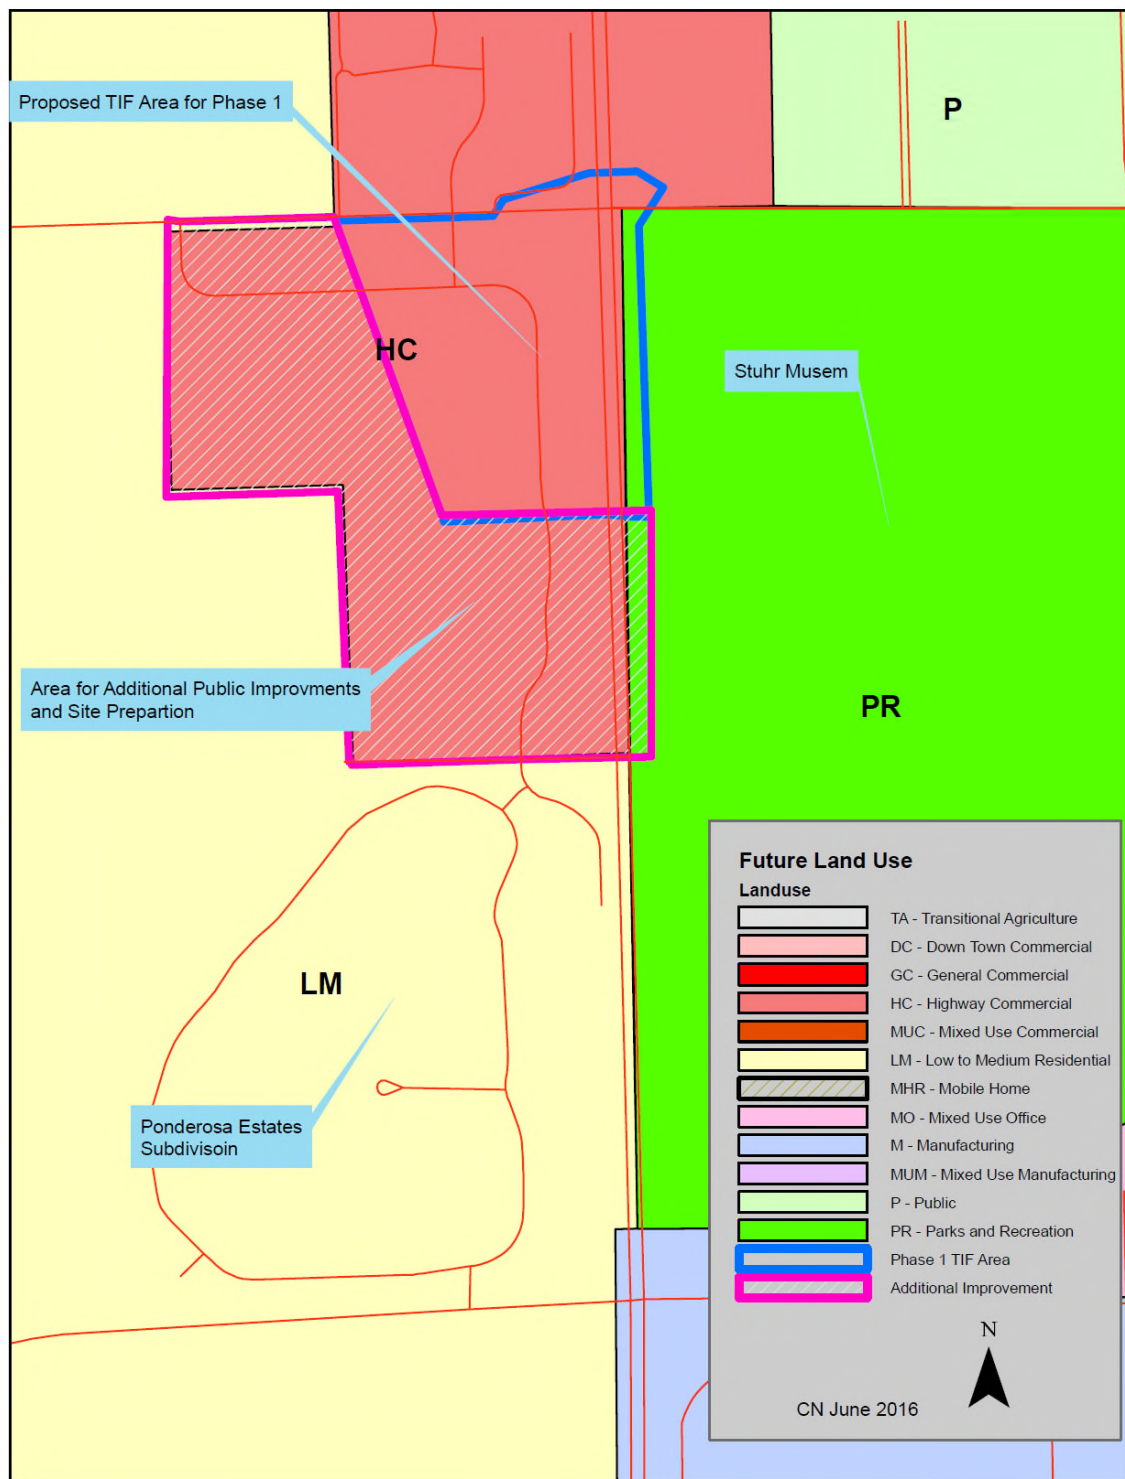 P
Proposed TIF Area for Phase 1
HC
Stuhr Musem
Area for Additional Public Improvments
and Site Prepartion
PR
LM
Ponderosa Estates
Subdivisoin
Future Land Use
Landuse
TA - Transitional Agriculture
DC - Down Town Commercial
GC - General Commercial
HC - Highway Commercial
MUC - Mixed Use Commercial
LM - Low to Medium Residential
MHR - Mobile Home
MO - Mixed Use Office
M - Manufacturing
MUM - Mixed Use Manufacturing
P - Public
PR - Parks and Recreation
Phase 1 TIF Area
Additional Improvement
N
CN June 2016